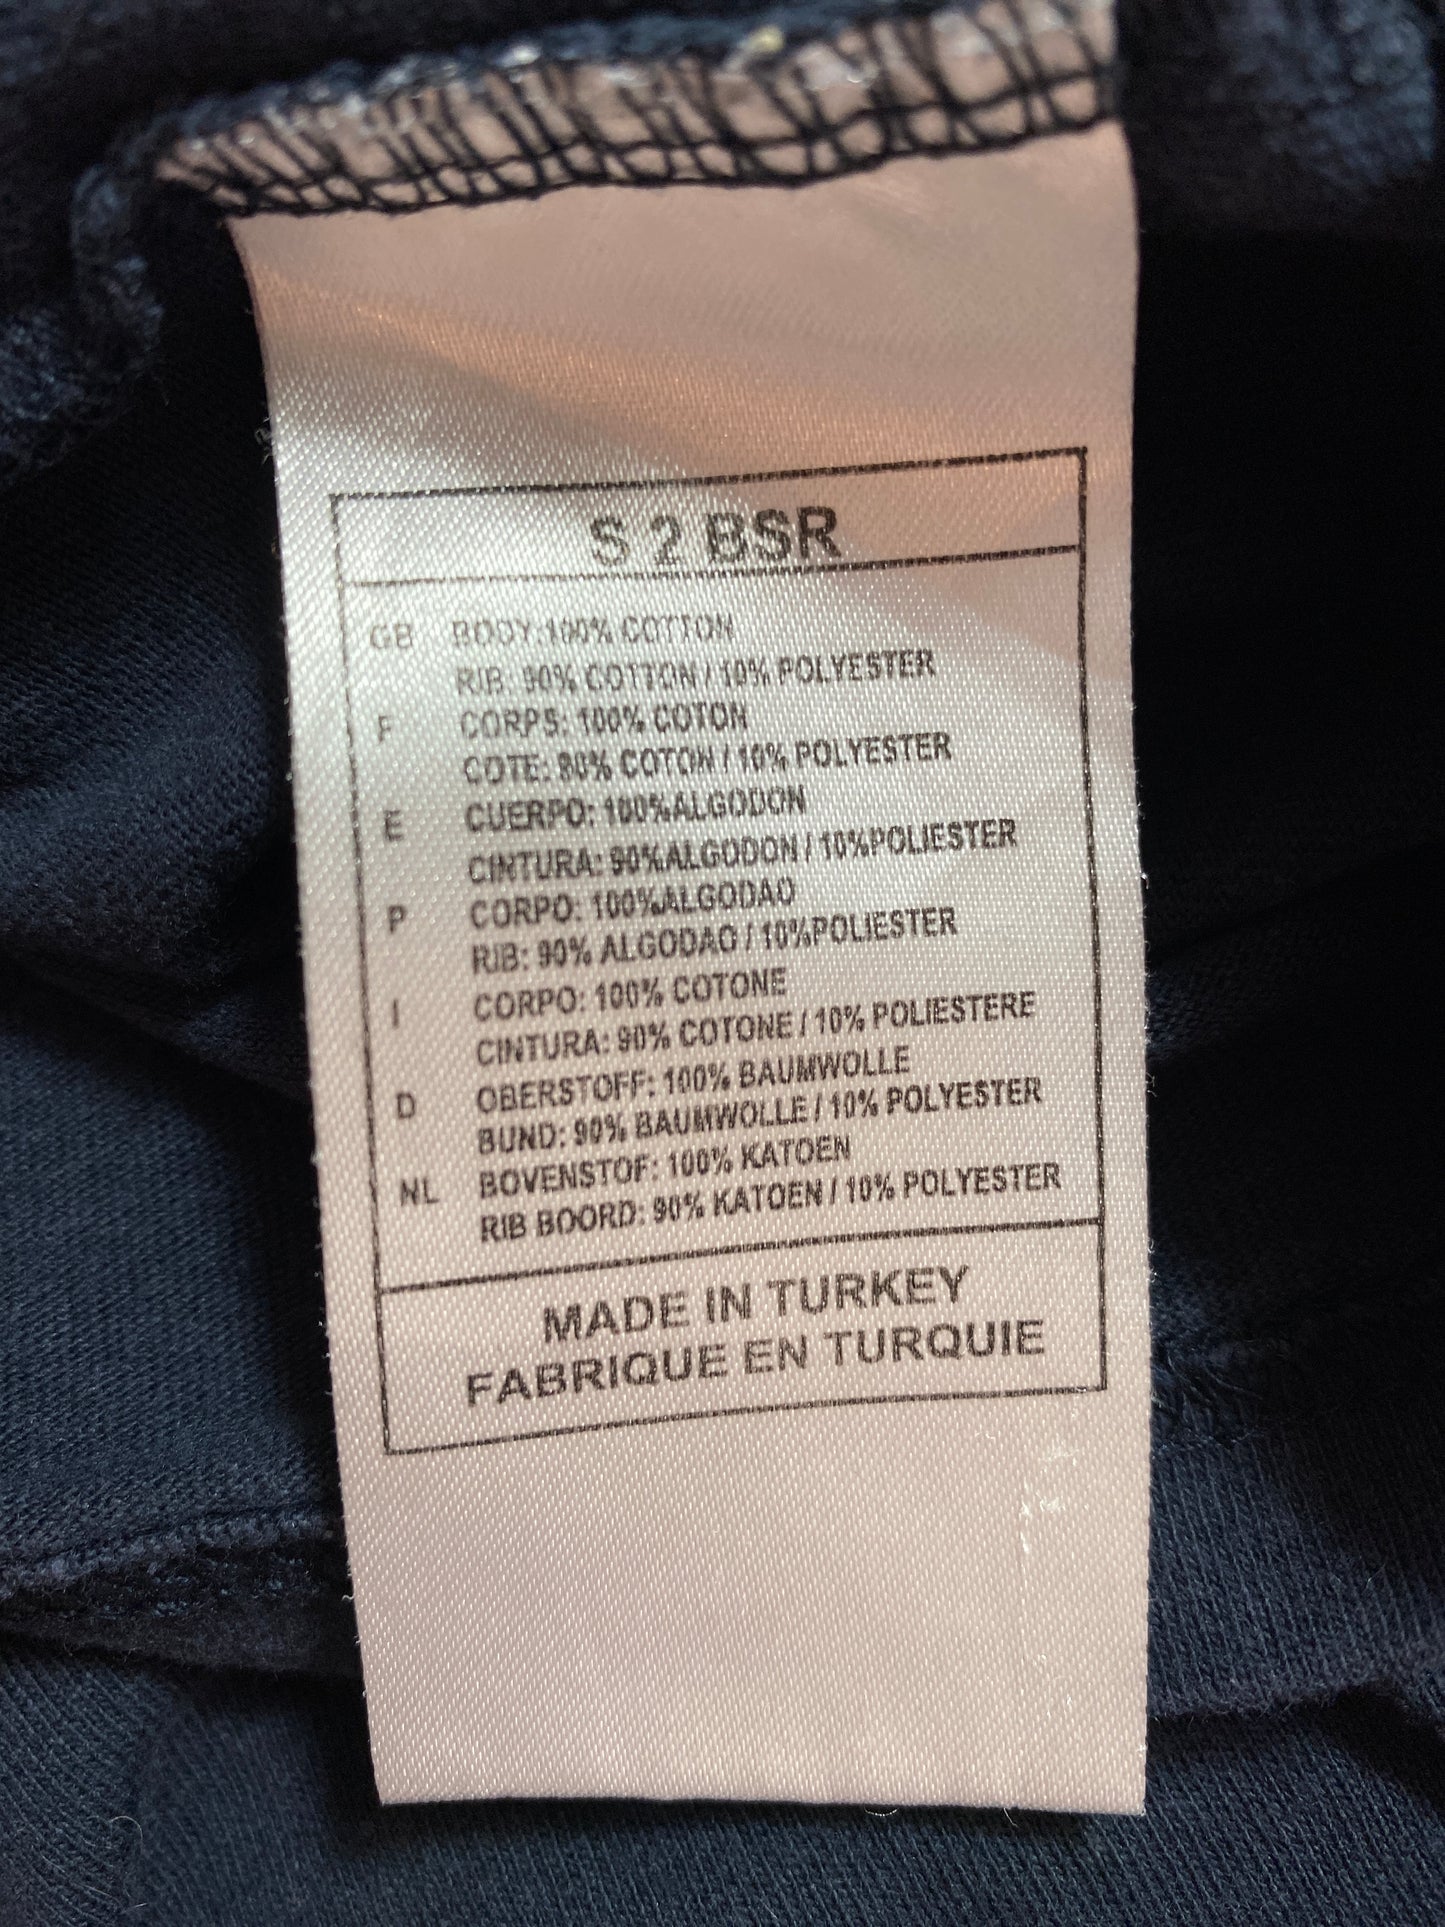 S 2 BSR
GB BODY:100% COTTON
RIB: 90% COTTON / 10% POLYESTER
F CORPS: 100% COTON
COTE: 90% COTON / 10% POLYESTER
E CUERPO: 100%ALGODON
CINTURA: 90%ALGODON / 10%POLIESTER
P CORPO: 100%ALGODAO
RIB: 90% ALGODAO / 10%POLIESTER
I CORPO: 100% COTONE
CINTURA: 90% COTONE / 10% POLIESTERE
D OBERSTOFF: 100% BAUMWOLLE
BUND: 90% BAUMWOLLE / 10% POLYESTER
NL BOVENSTOF: 100% KATOEN
RIB BOORD: 90% KATOEN / 10% POLYESTER
MADE IN TURKEY
FABRIQUE EN TURQUIE